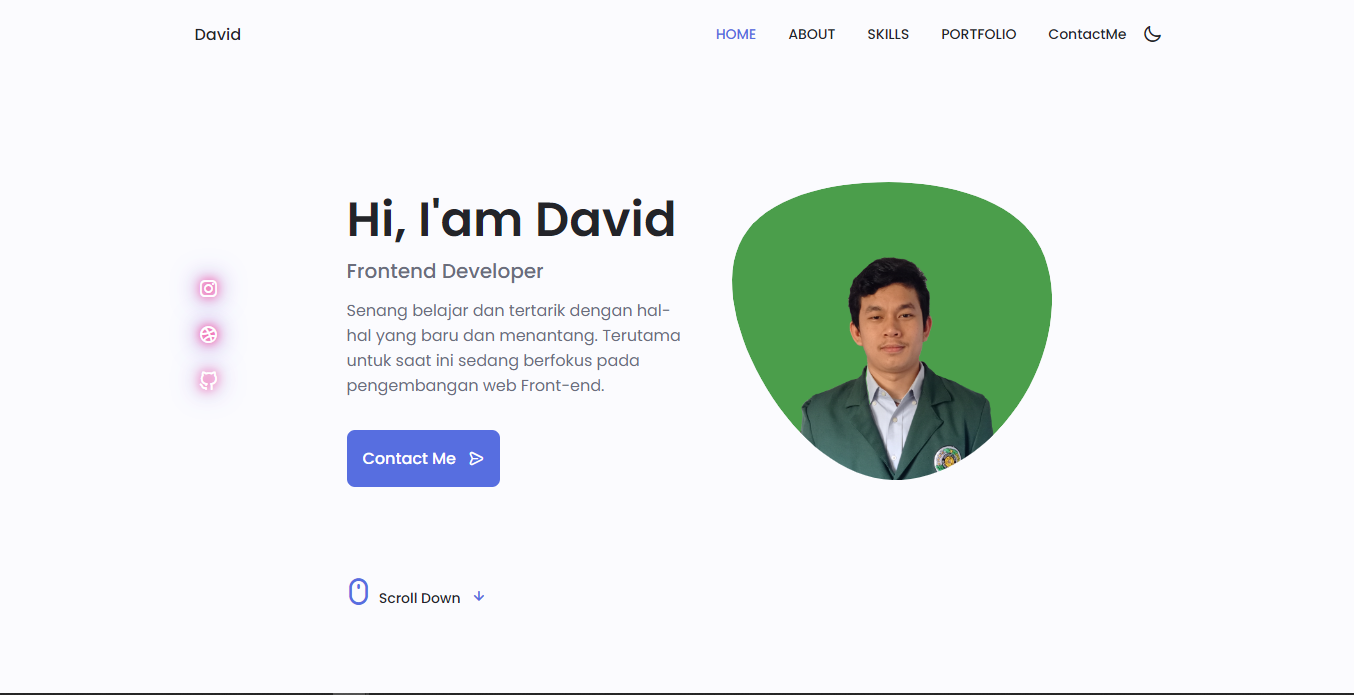 David
HOME ABOUT SKILLS PORTFOLIO ContactMe
Hi, I'am David
Frontend Developer
Senang belajar dan tertarik dengan hal-
hal yang baru dan menantang. Terutama
untuk saat ini sedang berfokus pada
pengembangan web Front-end.
Contact Me
Scroll Down